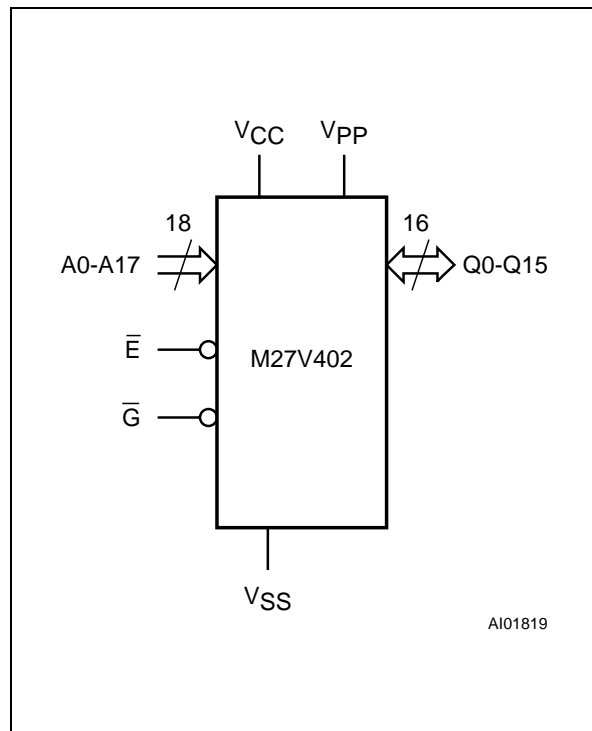 VCC VPP
18 16
A0-A17 Q0-Q15
E̅
M27V402
G̅
VSS
AI01819